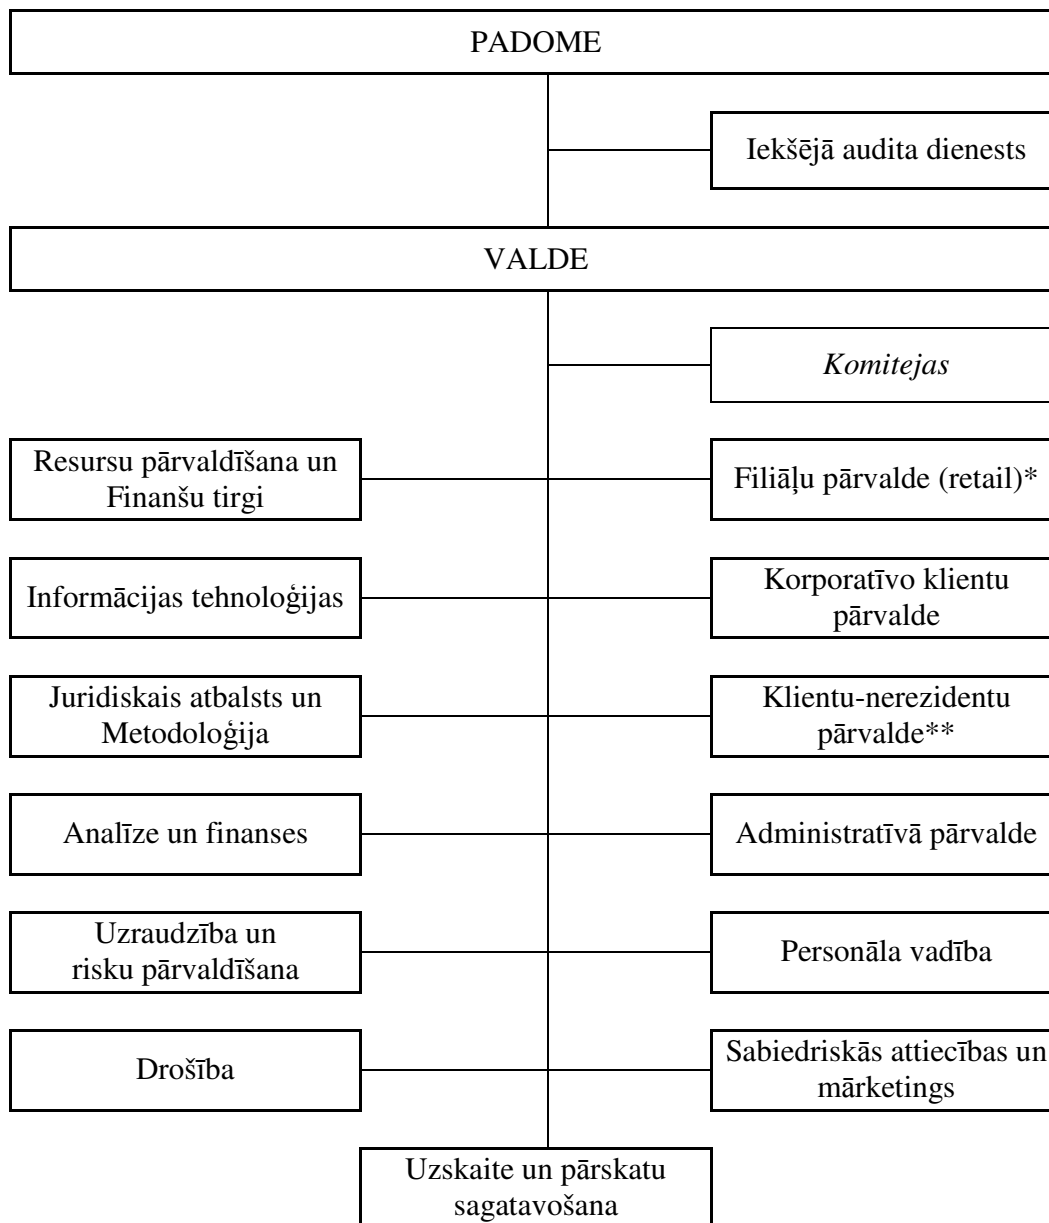 PADOME
Iekšējā audita dienests
VALDE
Komitejas
Resursu pārvaldīšana un
Finanšu tirgi
Filiāļu pārvalde (retail)*
Informācijas tehnoloģijas
Korporatīvo klientu
pārvalde
Juridiskais atbalsts un
Metodoloģija
Klientu-nerezidentu
pārvalde**
Analīze un finanses
Administratīvā pārvalde
Uzraudzība un
risku pārvaldīšana
Personāla vadība
Drošība
Sabiedriskās attiecības un
mārketings
Uzskaite un pārskatu
sagatavošana